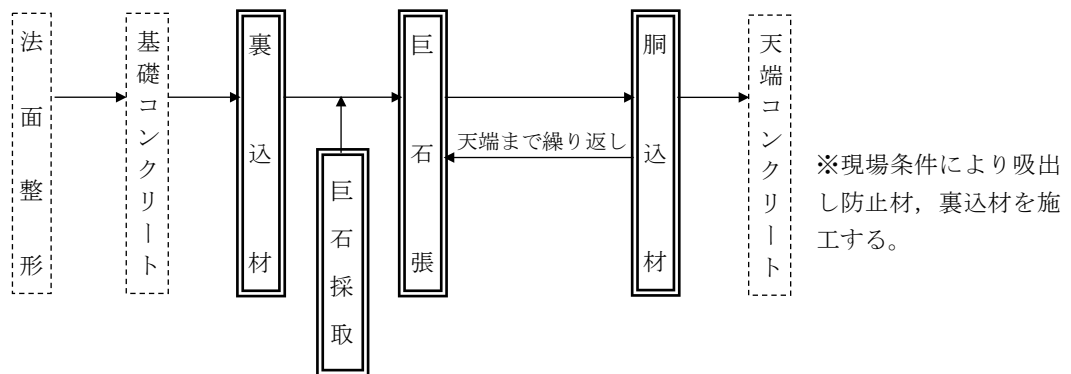 法面整形
基礎コンクリート
裏込材
巨石採取
巨石張
天端まで繰り返し
胴込材
天端コンクリート
※現場条件により吸出
し防止材，裏込材を施
工する。